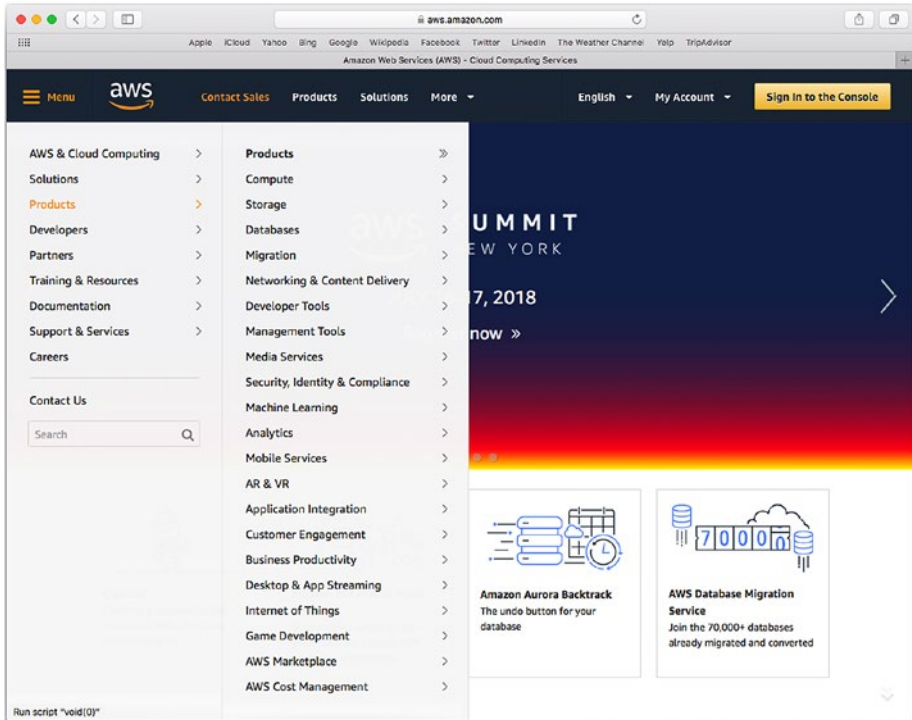 aws.amazon.com
Apple iCloud Yahoo Bing Google Wikipedia Facebook Twitter LinkedIn The Weather Channel Yelp TripAdvisor
Amazon Web Services (AWS) - Cloud Computing Services
Menu aws Contact Sales Products Solutions More English My Account Sign In to the Console
AWS & Cloud Computing
Solutions
Products
Developers
Partners
Training & Resources
Documentation
Support & Services
Careers
Contact Us
Search
Products
Compute
Storage
Databases
Migration
Networking & Content Delivery
Developer Tools
Management Tools
Media Services
Security, Identity & Compliance
Machine Learning
Analytics
Mobile Services
AR & VR
Application Integration
Customer Engagement
Business Productivity
Desktop & App Streaming
Internet of Things
Game Development
AWS Marketplace
AWS Cost Management
aws SUMMIT
NEW YORK
17, 2018
now »
70000
Amazon Aurora Backtrack
The undo button for your
database
AWS Database Migration
Service
Join the 70,000+ databases
already migrated and converted
Run script "void(0)"